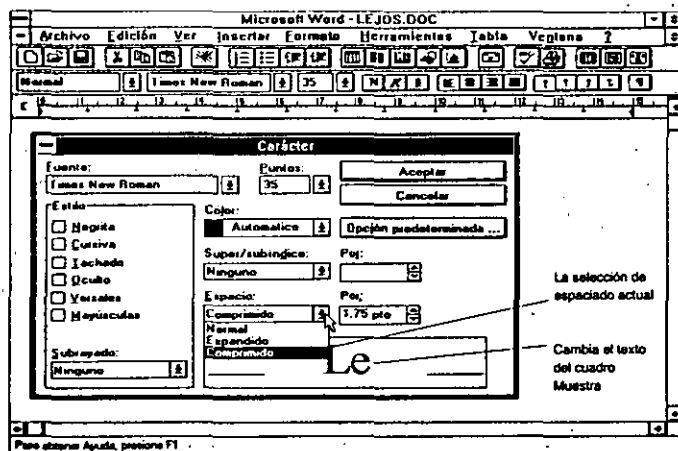 Microsoft Word - LEJOS.DOC
Archivo Edición Ver Insertar Formato Herramientas Tabla Ventana ?
Normal Times New Roman 35 N K S
Carácter
Fuente: Puntos: Aceptar
Times New Roman 35
Cancelar
Estilo Color:
Negrita Automatico Opción predeterminada ...
Cursiva
Tachado Super/subíndice: Por:
Oculto Ninguno
Versales Espacio: Por:
Mayúsculas Comprimido 1.75 pto
Normal
Expandido
Subrayado: Comprimido
Ninguno Le
La selección de
espaciado actual
Cambia el texto
del cuadro
Muestra
Para obtener Ayuda, presione F1